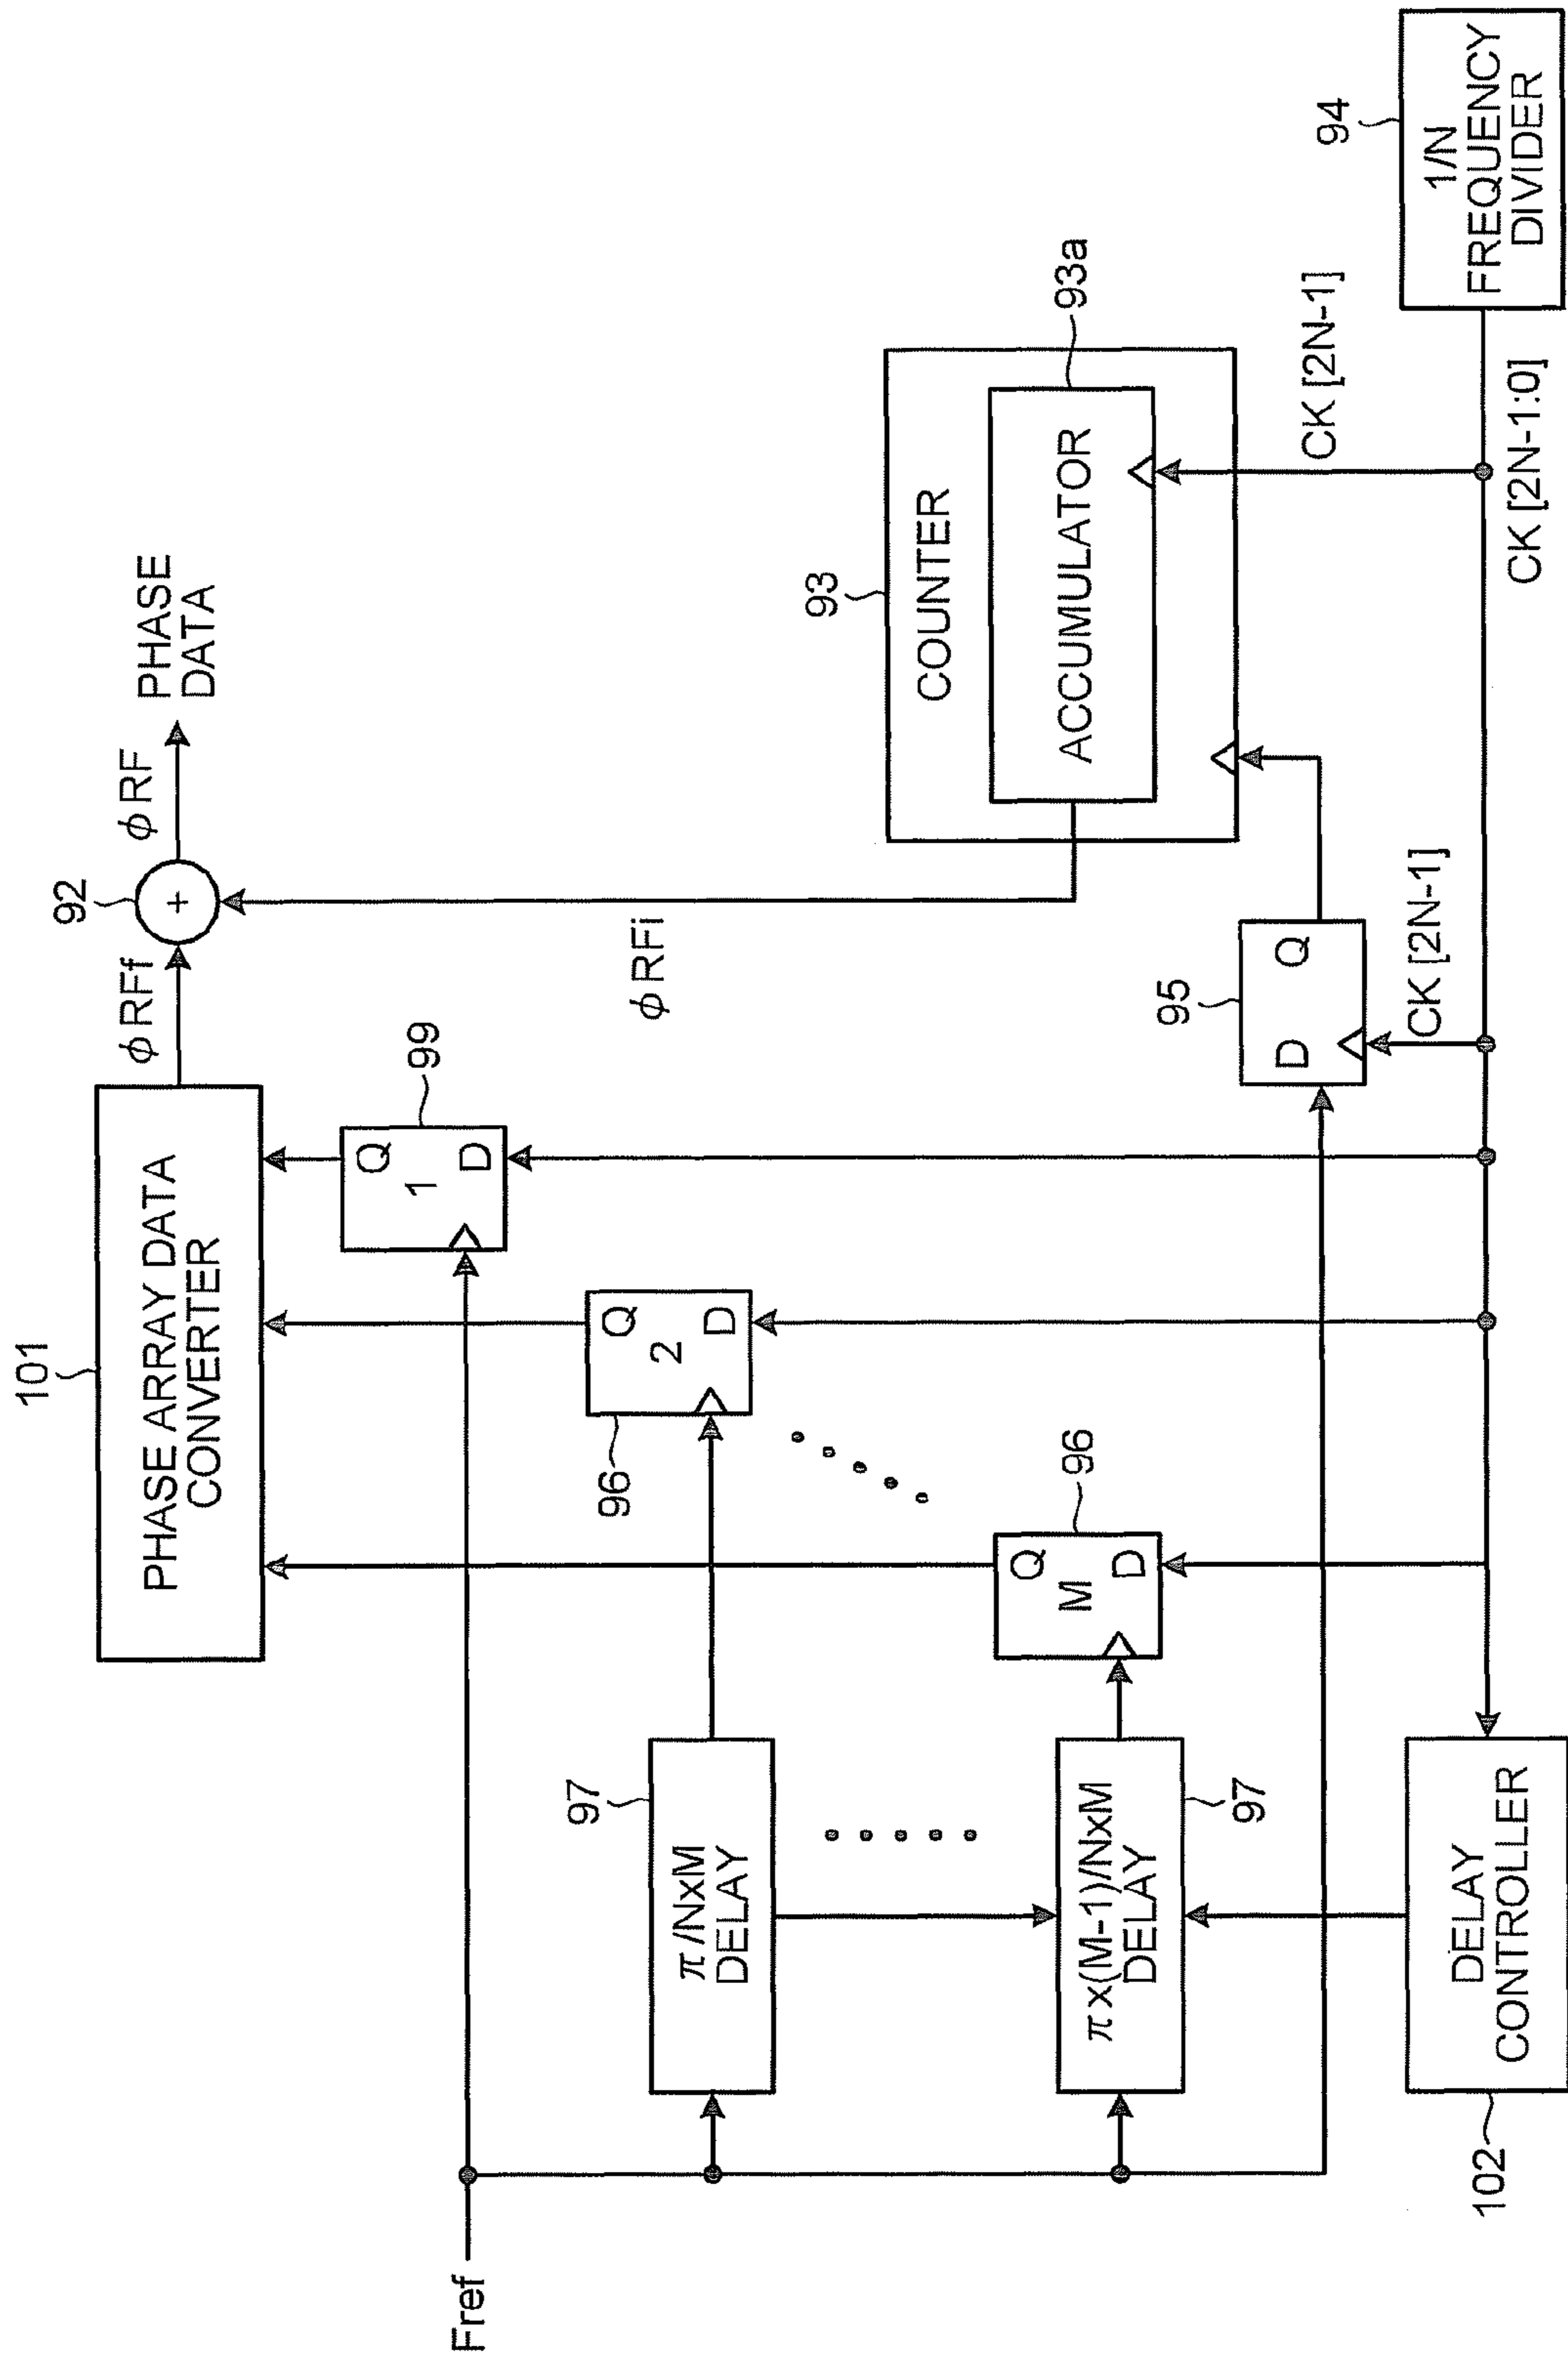 101
PHASE ARRAY DATA
CONVERTER
φRFf
92
+
φRF
PHASE
DATA
99
Q
1
D
φRFi
Q
2
D
96
93
COUNTER
ACCUMULATOR
93a
Fref
97
π/NxM
DELAY
Q
M
D
96
πx(M-1)/NxM
DELAY
97
95
D
Q
CK [2N-1]
CK [2N-1]
94
1/N
FREQUENCY
DIVIDER
CK [2N-1:0]
DELAY
CONTROLLER
102